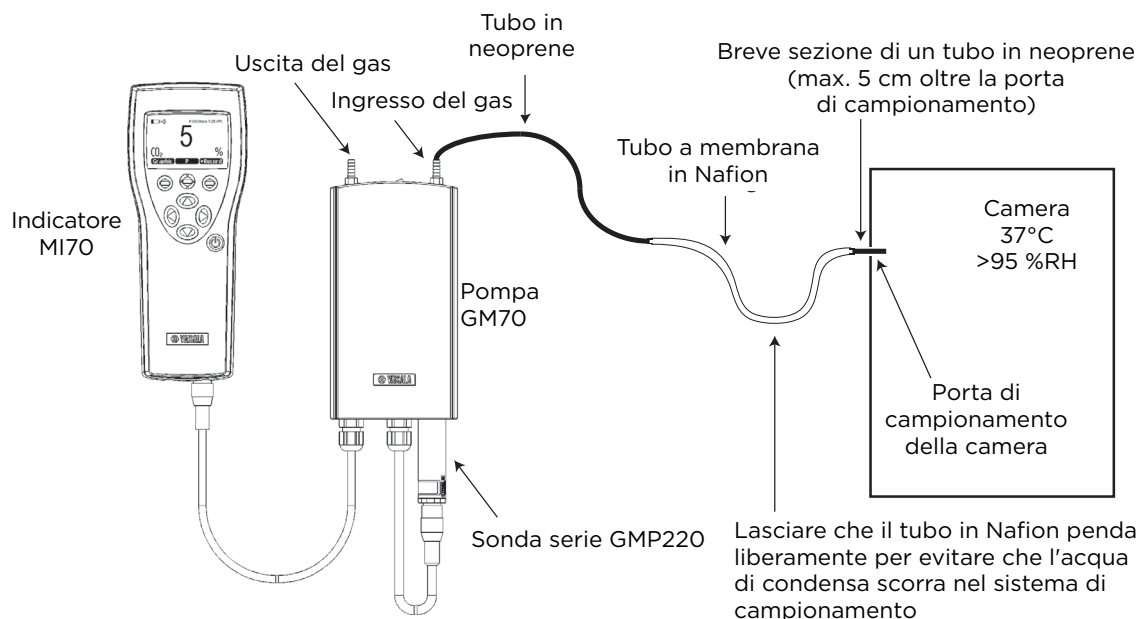 Tubo in
neoprene
Breve sezione di un tubo in neoprene
(max. 5 cm oltre la porta
di campionamento)
Uscita del gas
Ingresso del gas
Tubo a membrana
in Nafion
5
CO₂
%
Graphic
Record
Indicatore
MI70
Camera
37°C
>95 %RH
Pompa
GM70
VAISALA
VAISALA
Porta di
campionamento
della camera
Sonda serie GMP220
Lasciare che il tubo in Nafion penda
liberamente per evitare che l'acqua
di condensa scorra nel sistema di
campionamento